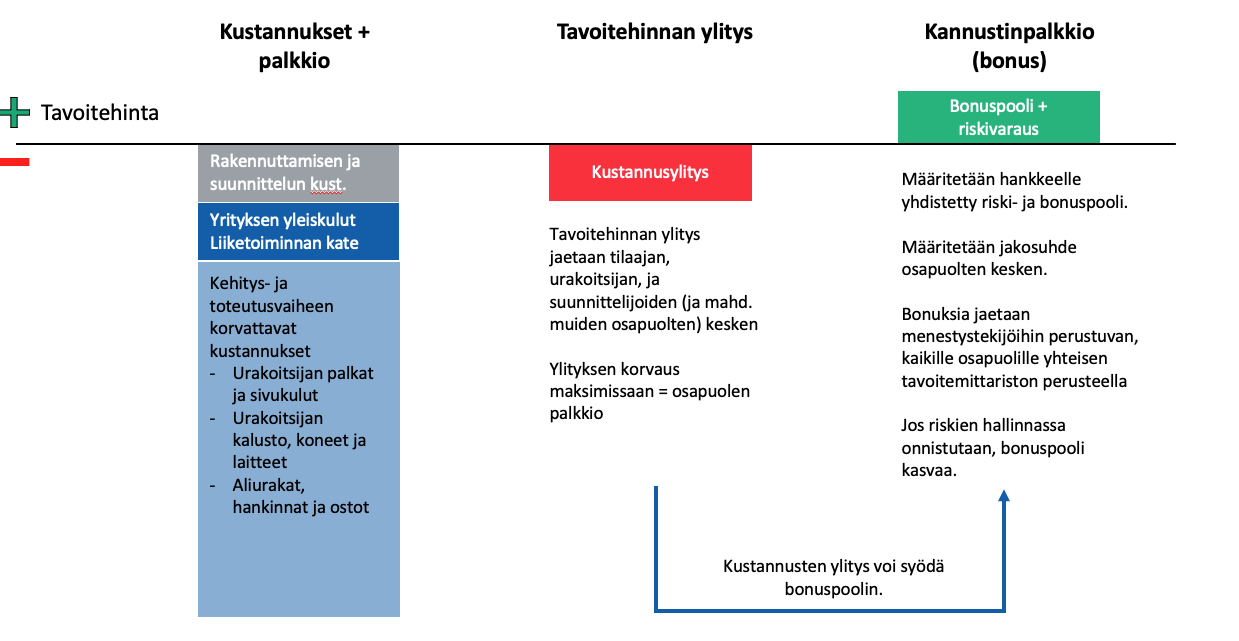 Kustannukset +
palkkio
Tavoitehinnan ylitys
Kannustinpalkkio
(bonus)
Tavoitehinta
Bonuspooli +
riskivaraus
Rakennuttamisen ja
suunnittelun kust.
Yrityksen yleiskulut
Liiketoiminnan kate
Kehitys- ja
toteutusvaiheen
korvattavat
kustannukset
- Urakoitsijan palkat
ja sivukulut
- Urakoitsijan
kalusto, koneet ja
laitteet
- Aliurakat,
hankinnat ja ostot
Kustannusylitys
Tavoitehinnan ylitys
jaetaan tilaajan,
urakoitsijan, ja
suunnittelijoiden (ja mahd.
muiden osapuolten) kesken
Ylityksen korvaus
maksimissaan = osapuolen
palkkio
Määritetään hankkeelle
yhdistetty riski- ja bonuspooli.
Määritetään jakosuhde
osapuolten kesken.
Bonuksia jaetaan
menestystekijöihin perustuvan,
kaikille osapuolille yhteisen
tavoitemittariston perusteella
Jos riskien hallinnassa
onnistutaan, bonuspooli
kasvaa.
Kustannusten ylitys voi syödä
bonuspoolin.